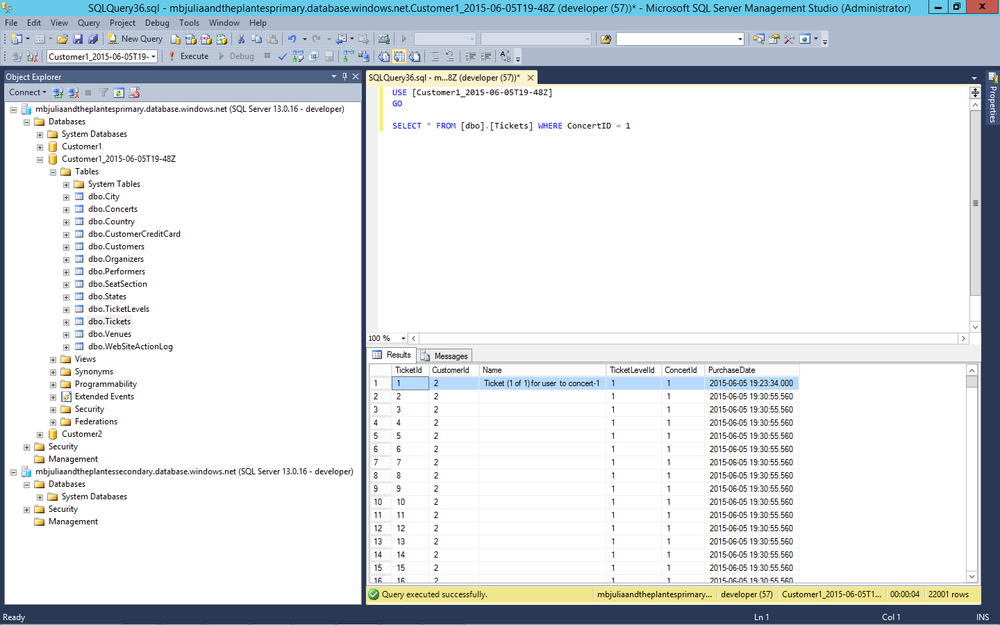 SQLQuery36.sql - mbjuliaandtheplantesprimary.database.windows.net.Customer1_2015-06-05T19-48Z (developer (57))* - Microsoft SQL Server Management Studio (Administrator)
File Edit View Query Project Debug Tools Window Help
New Query
Customer1_2015-06-05T19- Execute Debug
Object Explorer
Connect
mbjuliaandtheplantesprimary.database.windows.net (SQL Server 13.0.16 - developer)
Databases
System Databases
Customer1
Customer1_2015-06-05T19-48Z
Tables
System Tables
dbo.City
dbo.Concerts
dbo.Country
dbo.CustomerCreditCard
dbo.Customers
dbo.Organizers
dbo.Performers
dbo.SeatSection
dbo.States
dbo.TicketLevels
dbo.Tickets
dbo.Venues
dbo.WebSiteActionLog
Views
Synonyms
Programmability
Extended Events
Security
Federations
Customer2
Security
Management
mbjuliaandtheplantessecondary.database.windows.net (SQL Server 13.0.16 - developer)
Databases
System Databases
Security
Management
SQLQuery36.sql - m...8Z (developer (57))*
USE [Customer1_2015-06-05T19-48Z]
GO
SELECT * FROM [dbo].[Tickets] WHERE ConcertID = 1
100 %
Results Messages
TicketId CustomerId Name TicketLevelId ConcertId PurchaseDate
1 1 2 Ticket (1 of 1) for user to concert-1 1 1 2015-06-05 19:23:34.000
2 2 2 1 1 2015-06-05 19:30:55.560
3 3 2 1 1 2015-06-05 19:30:55.560
4 4 2 1 1 2015-06-05 19:30:55.560
5 5 2 1 1 2015-06-05 19:30:55.560
6 6 2 1 1 2015-06-05 19:30:55.560
7 7 2 1 1 2015-06-05 19:30:55.560
8 8 2 1 1 2015-06-05 19:30:55.560
9 9 2 1 1 2015-06-05 19:30:55.560
10 10 2 1 1 2015-06-05 19:30:55.560
11 11 2 1 1 2015-06-05 19:30:55.560
12 12 2 1 1 2015-06-05 19:30:55.560
13 13 2 1 1 2015-06-05 19:30:55.560
14 14 2 1 1 2015-06-05 19:30:55.560
15 15 2 1 1 2015-06-05 19:30:55.560
16 16 2 1 1 2015-06-05 19:30:55.560
Query executed successfully. mbjuliaandtheplantesprimary... developer (57) Customer1_2015-06-05T1... 00:00:04 22001 rows
Properties
Ready Ln 1 Col 1 INS